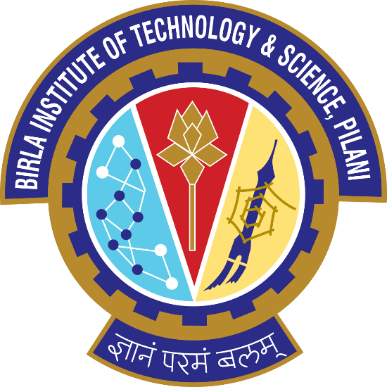 BIRLA INSTITUTE OF TECHNOLOGY & SCIENCE, PILANI
ज्ञानं परमं बलम्